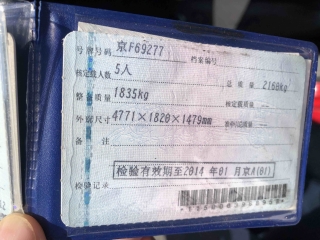 号牌号码 京F69277 档案编号
核定载人数 5人 总质量 2168kg
整备质量 1835kg 核定载质量 --
外廓尺寸 4771×1820×1479mm 准牵引总质量 --
备注
检验有效期至2014年01月京A(01)
检验记录